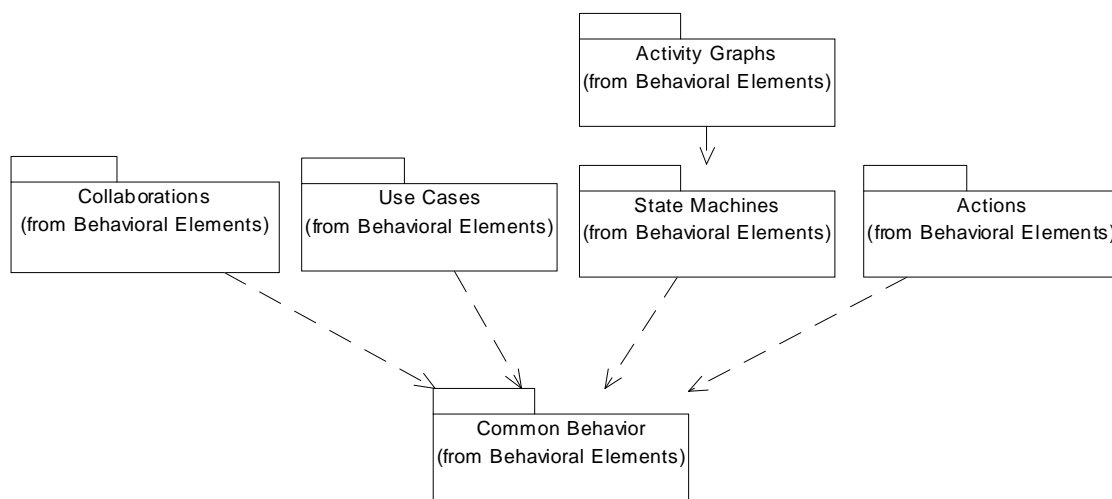 Activity Graphs
(from Behavioral Elements)
Collaborations
(from Behavioral Elements)
Use Cases
(from Behavioral Elements)
State Machines
(from Behavioral Elements)
Actions
(from Behavioral Elements)
Common Behavior
(from Behavioral Elements)